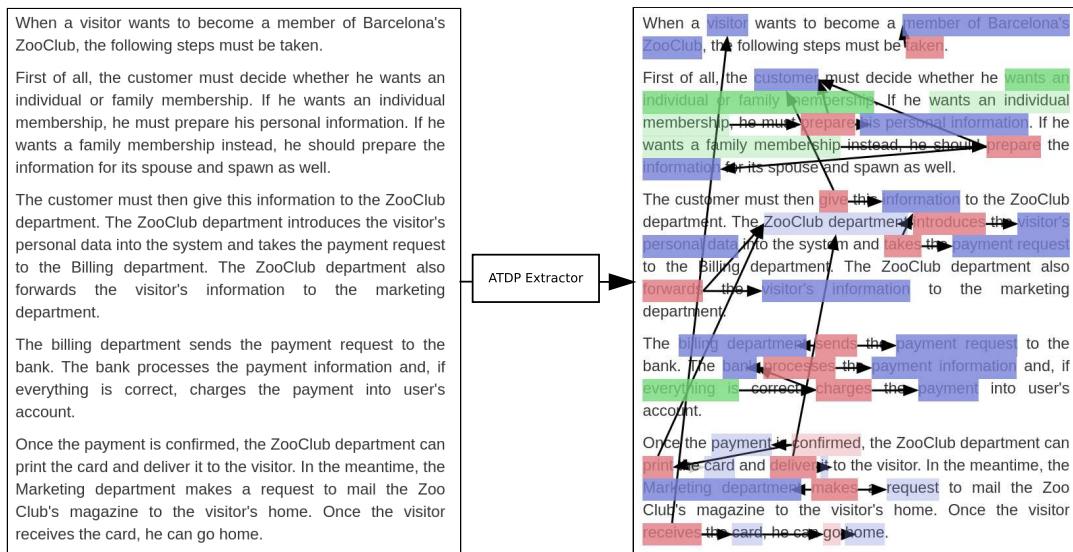 When a visitor wants to become a member of Barcelona's
ZooClub, the following steps must be taken.
First of all, the customer must decide whether he wants an
individual or family membership. If he wants an individual
membership, he must prepare his personal information. If he
wants a family membership instead, he should prepare the
information for its spouse and spawn as well.
The customer must then give this information to the ZooClub
department. The ZooClub department introduces the visitor's
personal data into the system and takes the payment request
to the Billing department. The ZooClub department also
forwards the visitor's information to the marketing
department.
The billing department sends the payment request to the
bank. The bank processes the payment information and, if
everything is correct, charges the payment into user's
account.
Once the payment is confirmed, the ZooClub department can
print the card and deliver it to the visitor. In the meantime, the
Marketing department makes a request to mail the Zoo
Club's magazine to the visitor's home. Once the visitor
receives the card, he can go home.
ATDP Extractor
When a visitor wants to become a member of Barcelona's
ZooClub, the following steps must be taken.
First of all, the customer must decide whether he wants an
individual or family membership. If he wants an individual
membership, he must prepare his personal information. If he
wants a family membership instead, he should prepare the
information for its spouse and spawn as well.
The customer must then give this information to the ZooClub
department. The ZooClub department introduces the visitor's
personal data into the system and takes the payment request
to the Billing department. The ZooClub department also
forwards the visitor's information to the marketing
department.
The billing department sends the payment request to the
bank. The bank processes the payment information and, if
everything is correct, charges the payment into user's
account.
Once the payment is confirmed, the ZooClub department can
print the card and deliver it to the visitor. In the meantime, the
Marketing department makes a request to mail the Zoo
Club's magazine to the visitor's home. Once the visitor
receives the card, he can go home.